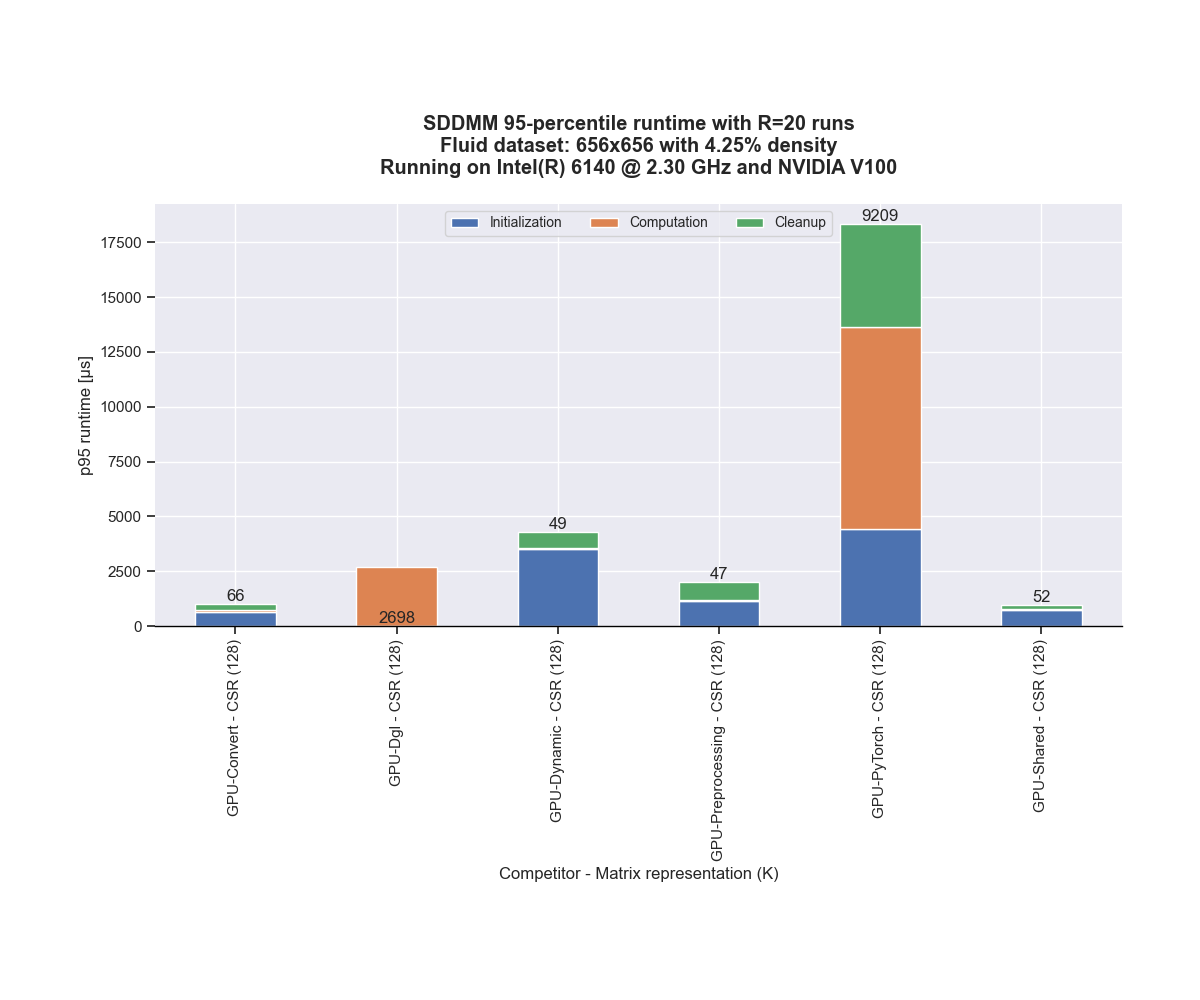 SDDMM 95-percentile runtime with R=20 runs
Fluid dataset: 656x656 with 4.25% density
Running on Intel(R) 6140 @ 2.30 GHz and NVIDIA V100
Initialization
Computation
Cleanup
p95 runtime [µs]
17500
15000
12500
10000
7500
5000
2500
0
66
2698
49
47
9209
52
GPU-Convert - CSR (128)
GPU-Dgl - CSR (128)
GPU-Dynamic - CSR (128)
GPU-Preprocessing - CSR (128)
GPU-PyTorch - CSR (128)
GPU-Shared - CSR (128)
Competitor - Matrix representation (K)